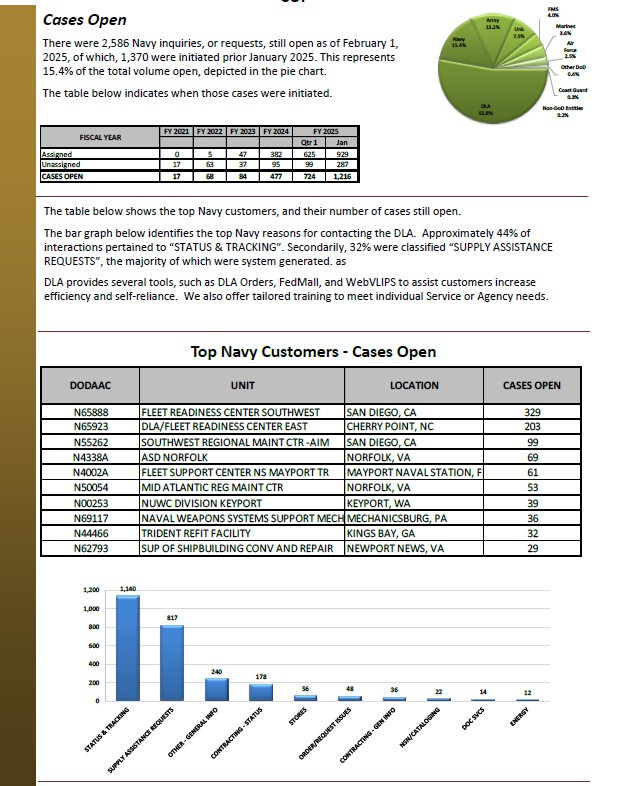 Cases Open
There were 2,586 Navy inquiries, or requests, still open as of February 1,
2025, of which, 1,370 were initiated prior January 2025. This represents
15.4% of the total volume open, depicted in the pie chart.
The table below indicates when those cases were initiated.
FMS
4.0%
Marines
3.6%
Air
Force
2.5%
Other DoD
0.4%
Coast Guard
0.3%
Non-DoD Entities
0.2%
Army
13.2%
Unk
7.5%
Navy
15.4%
DLA
52.8%
FISCAL YEAR FY 2021 FY 2022 FY 2023 FY 2024 FY 2025
Qtr 1 Jan
Assigned 0 5 47 382 625 929
Unassigned 17 63 37 95 99 287
CASES OPEN 17 68 84 477 724 1,216
The table below shows the top Navy customers, and their number of cases still open.
The bar graph below identifies the top Navy reasons for contacting the DLA. Approximately 44% of
interactions pertained to “STATUS & TRACKING”. Secondarily, 32% were classified “SUPPLY ASSISTANCE
REQUESTS”, the majority of which were system generated. as
DLA provides several tools, such as DLA Orders, FedMall, and WebVLIPS to assist customers increase
efficiency and self-reliance. We also offer tailored training to meet individual Service or Agency needs.
Top Navy Customers - Cases Open
DODAAC UNIT LOCATION CASES OPEN
N65888 FLEET READINESS CENTER SOUTHWEST SAN DIEGO, CA 329
N65923 DLA/FLEET READINESS CENTER EAST CHERRY POINT, NC 203
N55262 SOUTHWEST REGIONAL MAINT CTR -AIM SAN DIEGO, CA 99
N4338A ASD NORFOLK NORFOLK, VA 69
N4002A FLEET SUPPORT CENTER NS MAYPORT TR MAYPORT NAVAL STATION, F 61
N50054 MID ATLANTIC REG MAINT CTR NORFOLK, VA 53
N00253 NUWC DIVISION KEYPORT KEYPORT, WA 39
N69117 NAVAL WEAPONS SYSTEMS SUPPORT MECH MECHANICSBURG, PA 36
N44466 TRIDENT REFIT FACILITY KINGS BAY, GA 32
N62793 SUP OF SHIPBUILDING CONV AND REPAIR NEWPORT NEWS, VA 29
1,200
1,000
800
600
400
200
0
1,140
817
240
178
56
48
36
22
14
12
STATUS & TRACKING
SUPPLY ASSISTANCE REQUESTS
OTHER - GENERAL INFO
CONTRACTING - STATUS
STORES
ORDER/REQUEST ISSUES
CONTRACTING - GEN INFO
NSN/CATALOGING
DOC SVCS
ENERGY